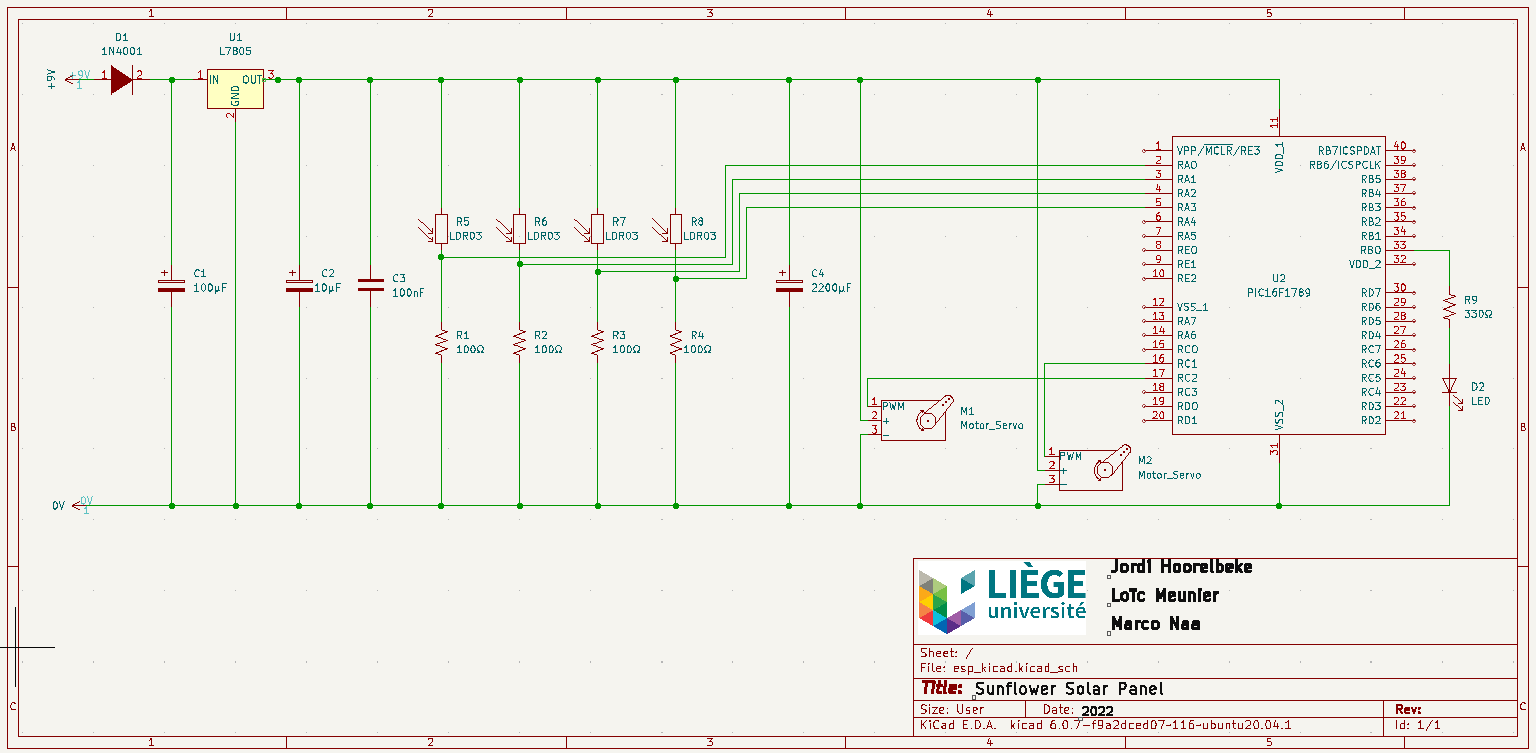 1 2 3 4 5
D1
1N4001
U1
L7805
+9V
+9V
1
1 2
1 IN OUT 3
GND
2
A A
R5
LDR03
R6
LDR03
R7
LDR03
R8
LDR03
C1
100µF
C2
10µF
C3
100nF
C4
2200µF
R1
100Ω
R2
100Ω
R3
100Ω
R4
100Ω
11
VDD_1
1 VPP/MCLR/RE3
2 RA0
3 RA1
4 RA2
5 RA3
6 RA4
7 RA5
8 RE0
9 RE1
10 RE2
12 VSS_1
13 RA7
14 RA6
15 RC0
16 RC1
17 RC2
18 RC3
19 RD0
20 RD1
U2
PIC16F1789
RB7ICSPDAT 40
RB6/ICSPCLK 39
RB5 38
RB4 37
RB3 36
RB2 35
RB1 34
RB0 33
VDD_2 32
RD7 30
RD6 29
RD5 28
RD4 27
RC7 26
RC6 25
RC5 24
RC4 23
RD3 22
RD2 21
VSS_2
31
R9
330Ω
D2
LED
B B
1 PWM
2 +
3 -
M1
Motor_Servo
1 PWM
2 +
3 -
M2
Motor_Servo
0V
0V
1
LIÈGE
université
Jordi Hoorelbeke
Loïc Meunier
Marco Naa
Sheet: /
File: esp_kicad.kicad_sch
Title: Sunflower Solar Panel
Size: User Date: 2022 Rev:
KiCad E.D.A. kicad 6.0.7-f9a2dced07~116~ubuntu20.04.1 Id: 1/1
C C
1 2 3 4 5